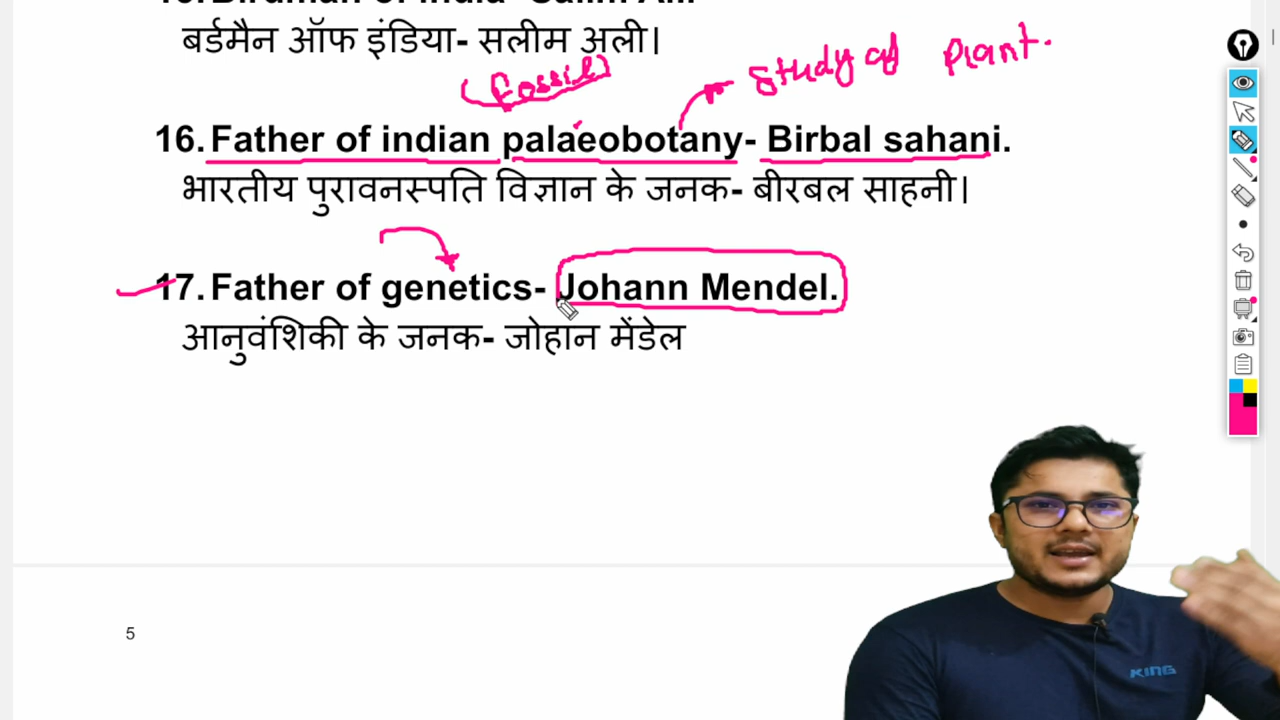 बर्डमैन ऑफ इंडिया- सलीम अली।
(fossil)
Study of Plant.
16. Father of indian palaeobotany- Birbal sahani.
भारतीय पुरावनस्पति विज्ञान के जनक- बीरबल साहनी।
17. Father of genetics- Johann Mendel.
आनुवंशिकी के जनक- जोहान मेंडेल
5
KING